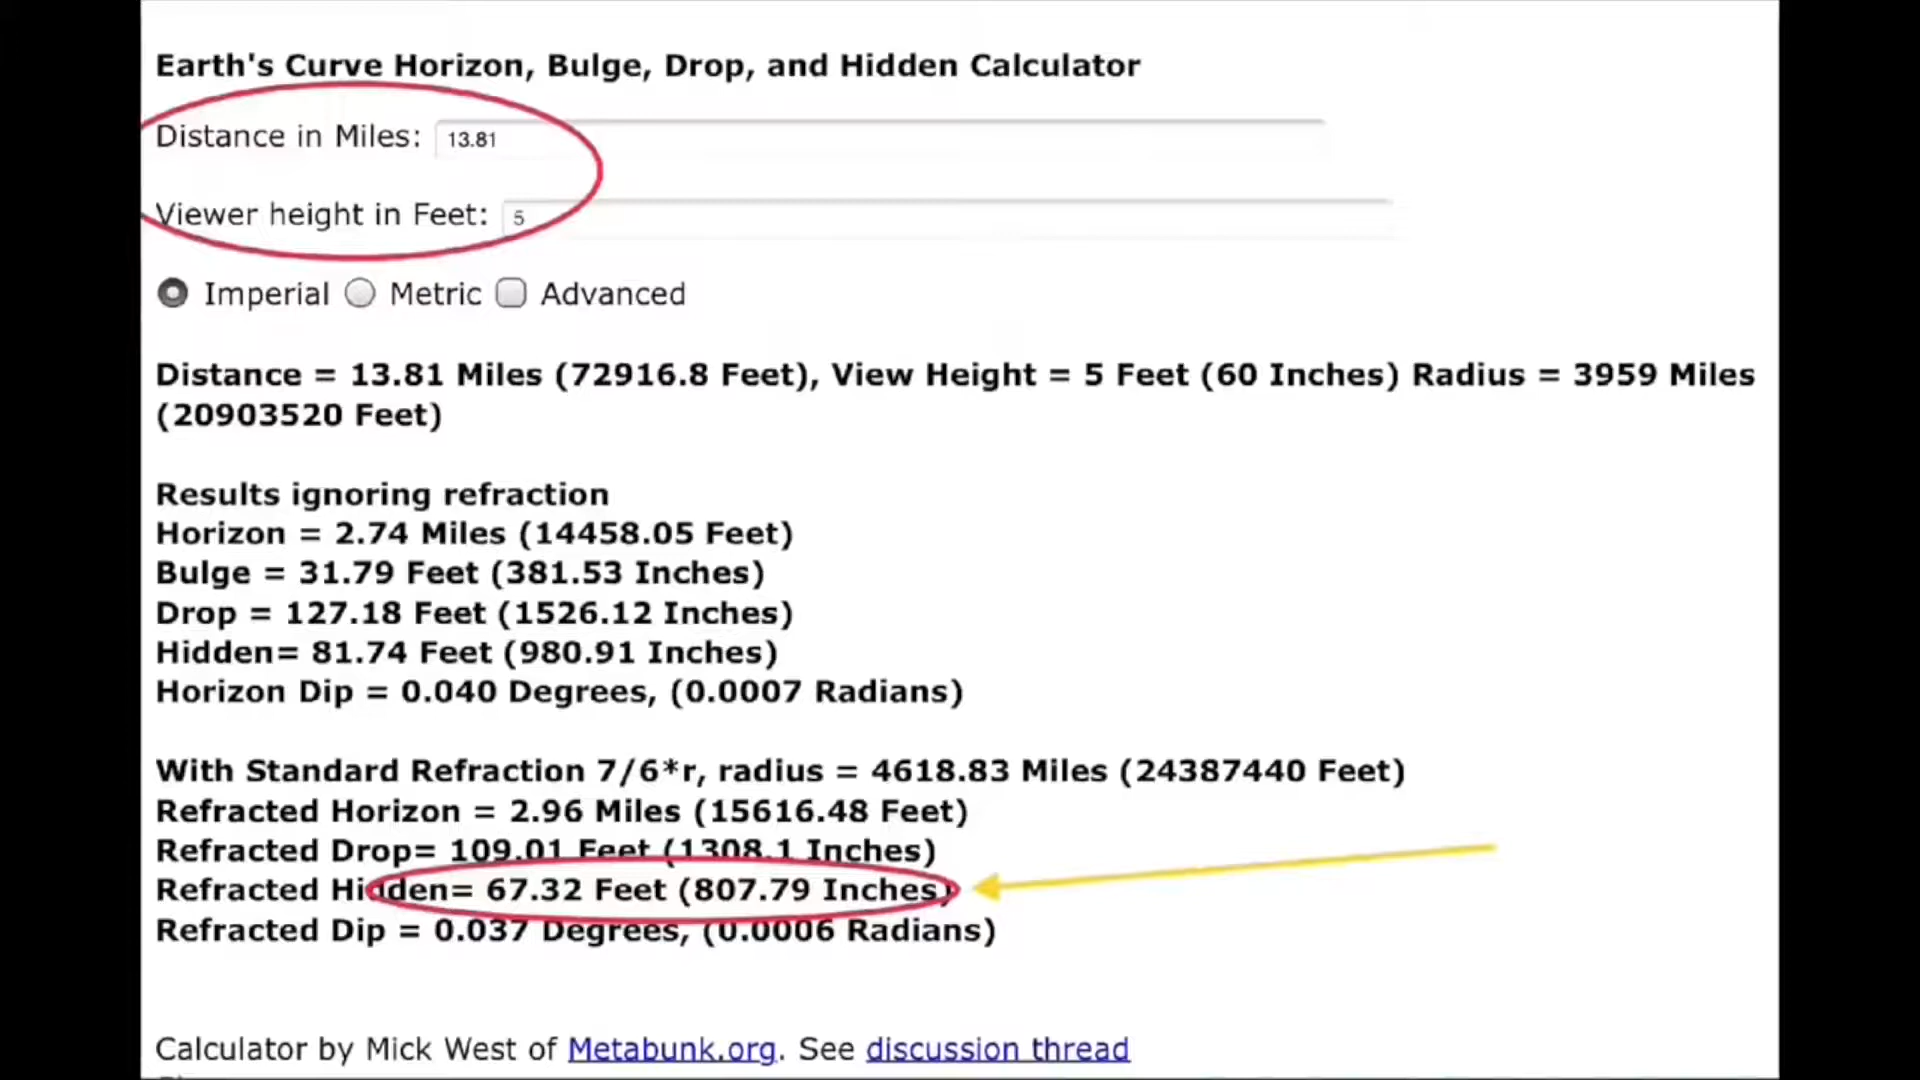 Earth's Curve Horizon, Bulge, Drop, and Hidden Calculator
Distance in Miles: 13.81
Viewer height in Feet: 5
Imperial Metric Advanced
Distance = 13.81 Miles (72916.8 Feet), View Height = 5 Feet (60 Inches) Radius = 3959 Miles
(20903520 Feet)
Results ignoring refraction
Horizon = 2.74 Miles (14458.05 Feet)
Bulge = 31.79 Feet (381.53 Inches)
Drop = 127.18 Feet (1526.12 Inches)
Hidden= 81.74 Feet (980.91 Inches)
Horizon Dip = 0.040 Degrees, (0.0007 Radians)
With Standard Refraction 7/6*r, radius = 4618.83 Miles (24387440 Feet)
Refracted Horizon = 2.96 Miles (15616.48 Feet)
Refracted Drop= 109.01 Feet (1308.1 Inches)
Refracted Hidden= 67.32 Feet (807.79 Inches)
Refracted Dip = 0.037 Degrees, (0.0006 Radians)
Calculator by Mick West of Metabunk.org. See discussion thread